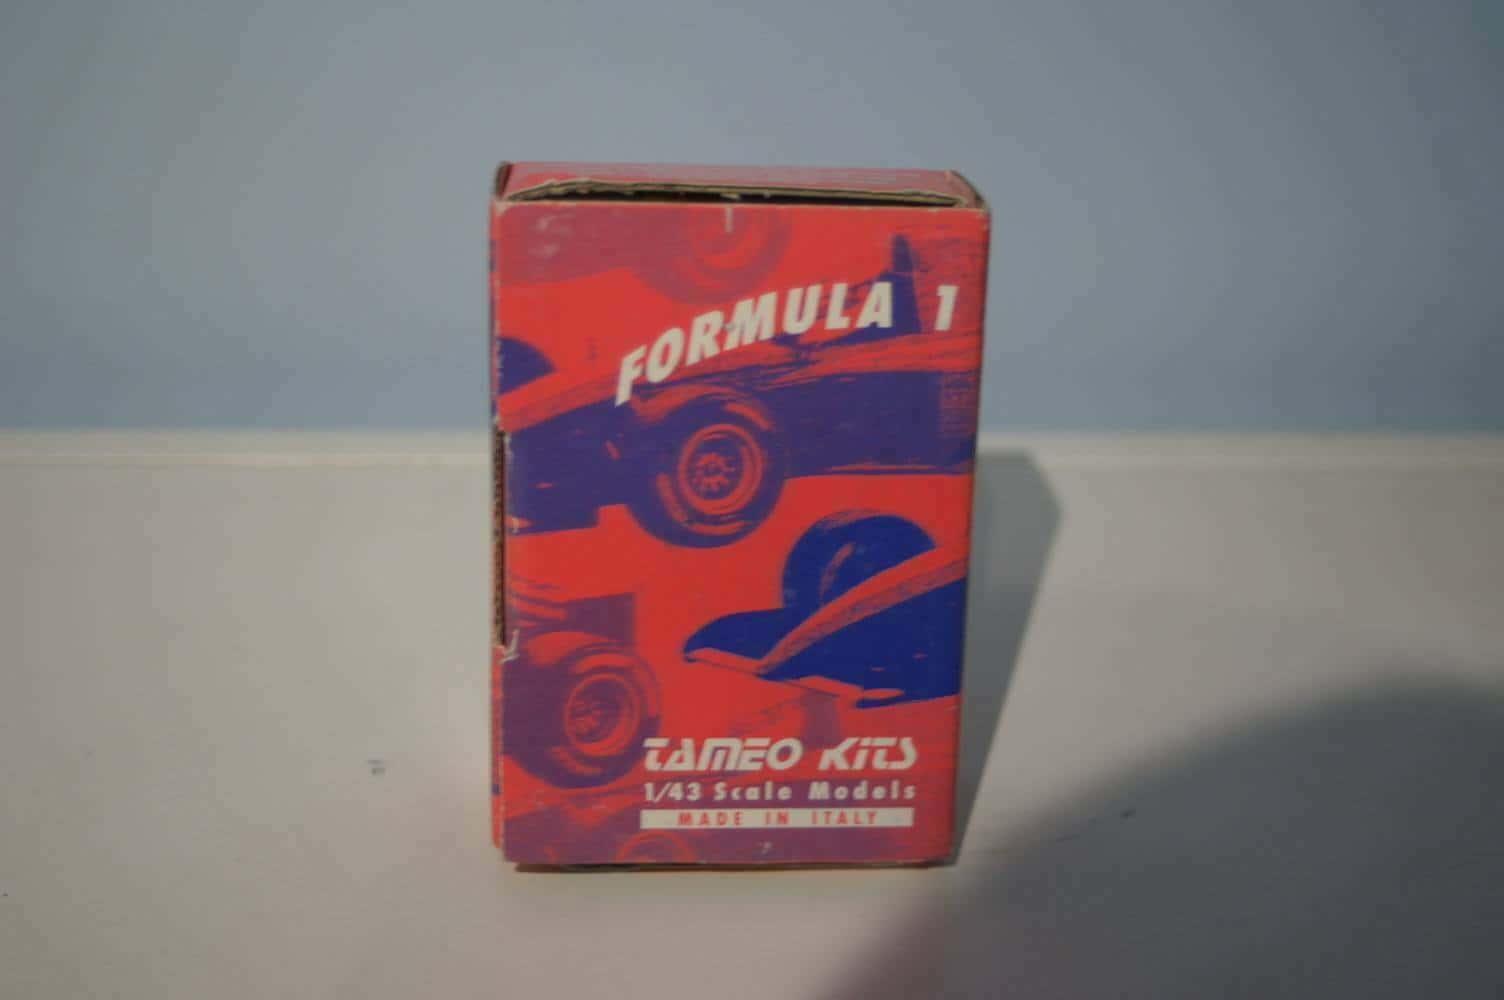 FORMULA 1
TAMEO KITS
1/43 Scale Models
MADE IN ITALY